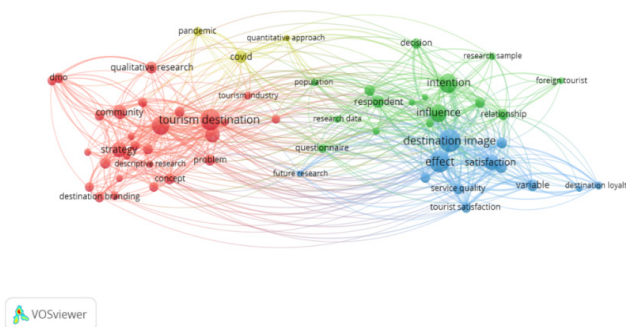 pandemic
quantitative approach
covid
decision
research sample
qualitative research
dmo
population
intention
foreign tourist
tourism industry
respondent
community
influence
relationship
tourism destination
research data
destination image
strategy
questionnaire
problem
effect
satisfaction
descriptive research
future research
concept
service quality
variable
destination loyalt
destination branding
tourist satisfaction
VOSviewer